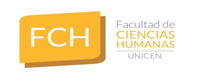 FCH
Facultad de
CIENCIAS
HUMANAS
UNICEN